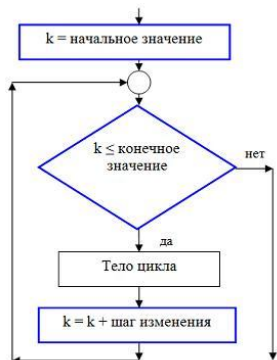 k = начальное значение
k ≤ конечное
значение
нет
да
Тело цикла
k = k + шаг изменения